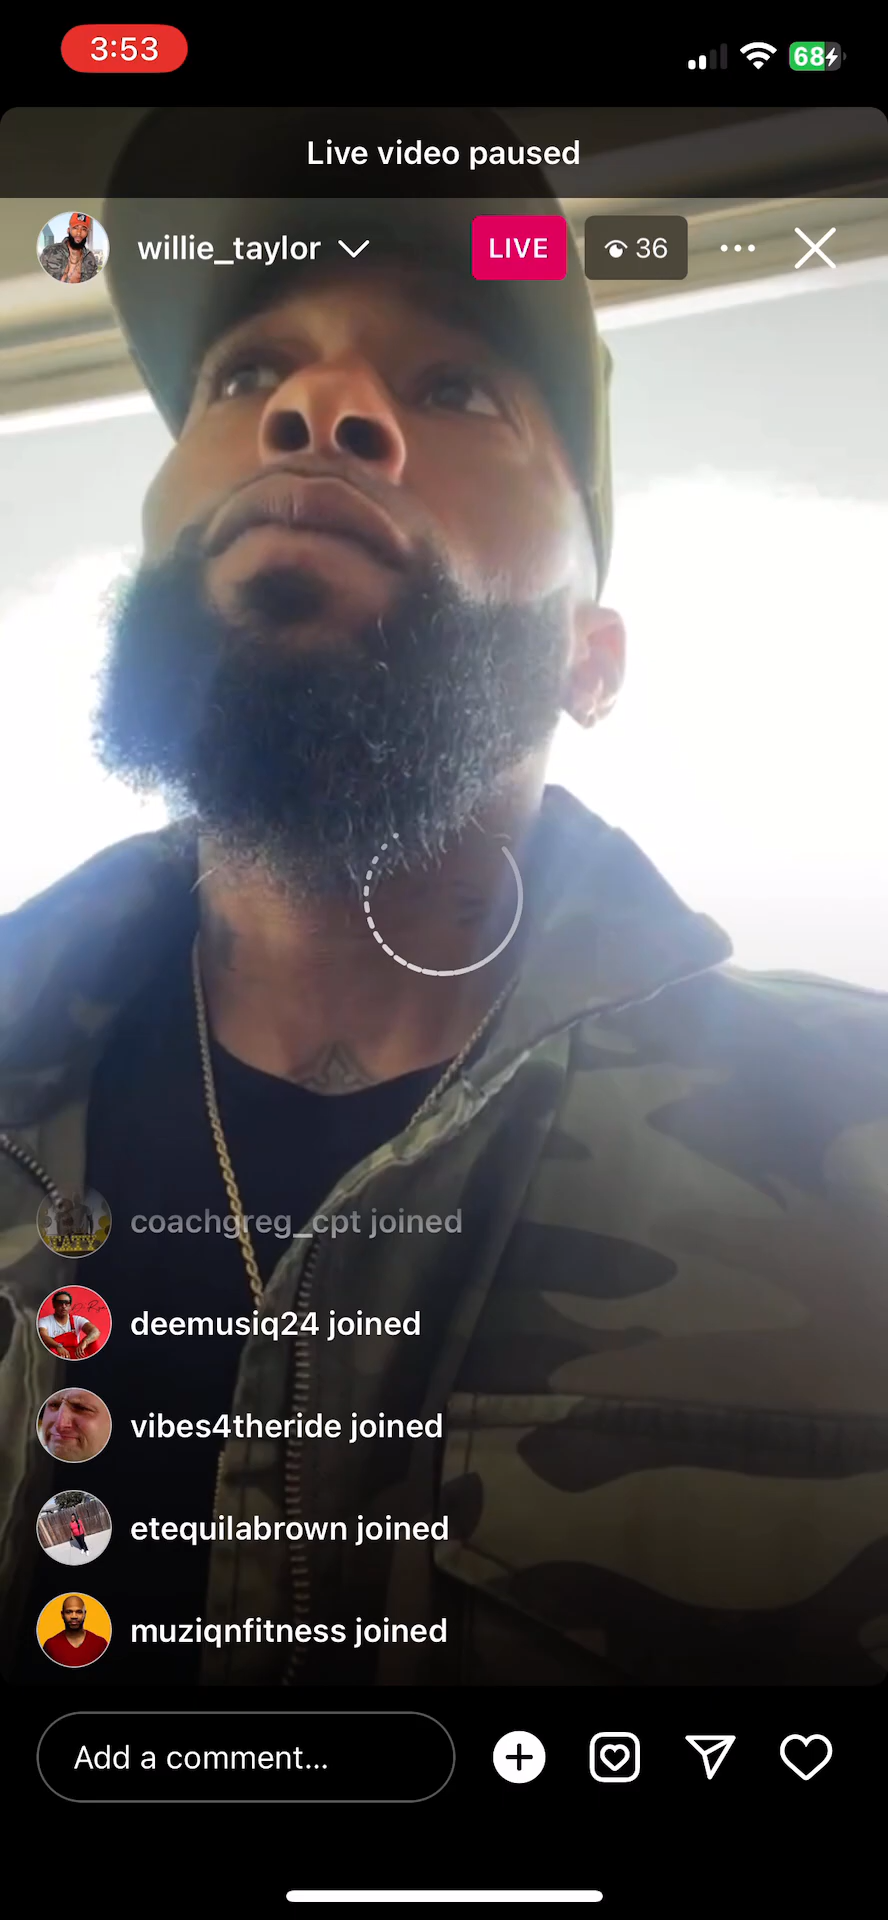 3:53
68
Live video paused
willie_taylor
LIVE
36
coachgreg_cpt joined
deemusiq24 joined
vibes4theride joined
etequilabrown joined
muziqnfitness joined
Add a comment...